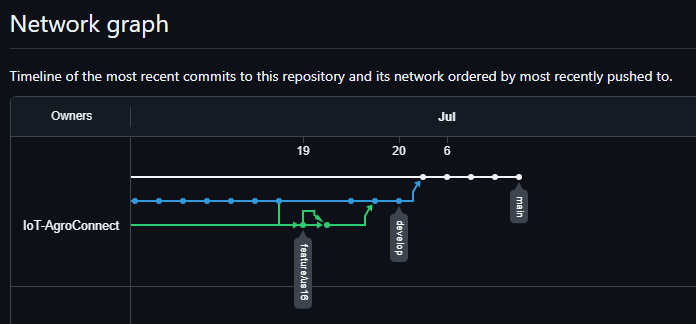 Network graph
Timeline of the most recent commits to this repository and its network ordered by most recently pushed to.
Owners
Jul
19
20
6
IoT-AgroConnect
main
develop
feature/us16